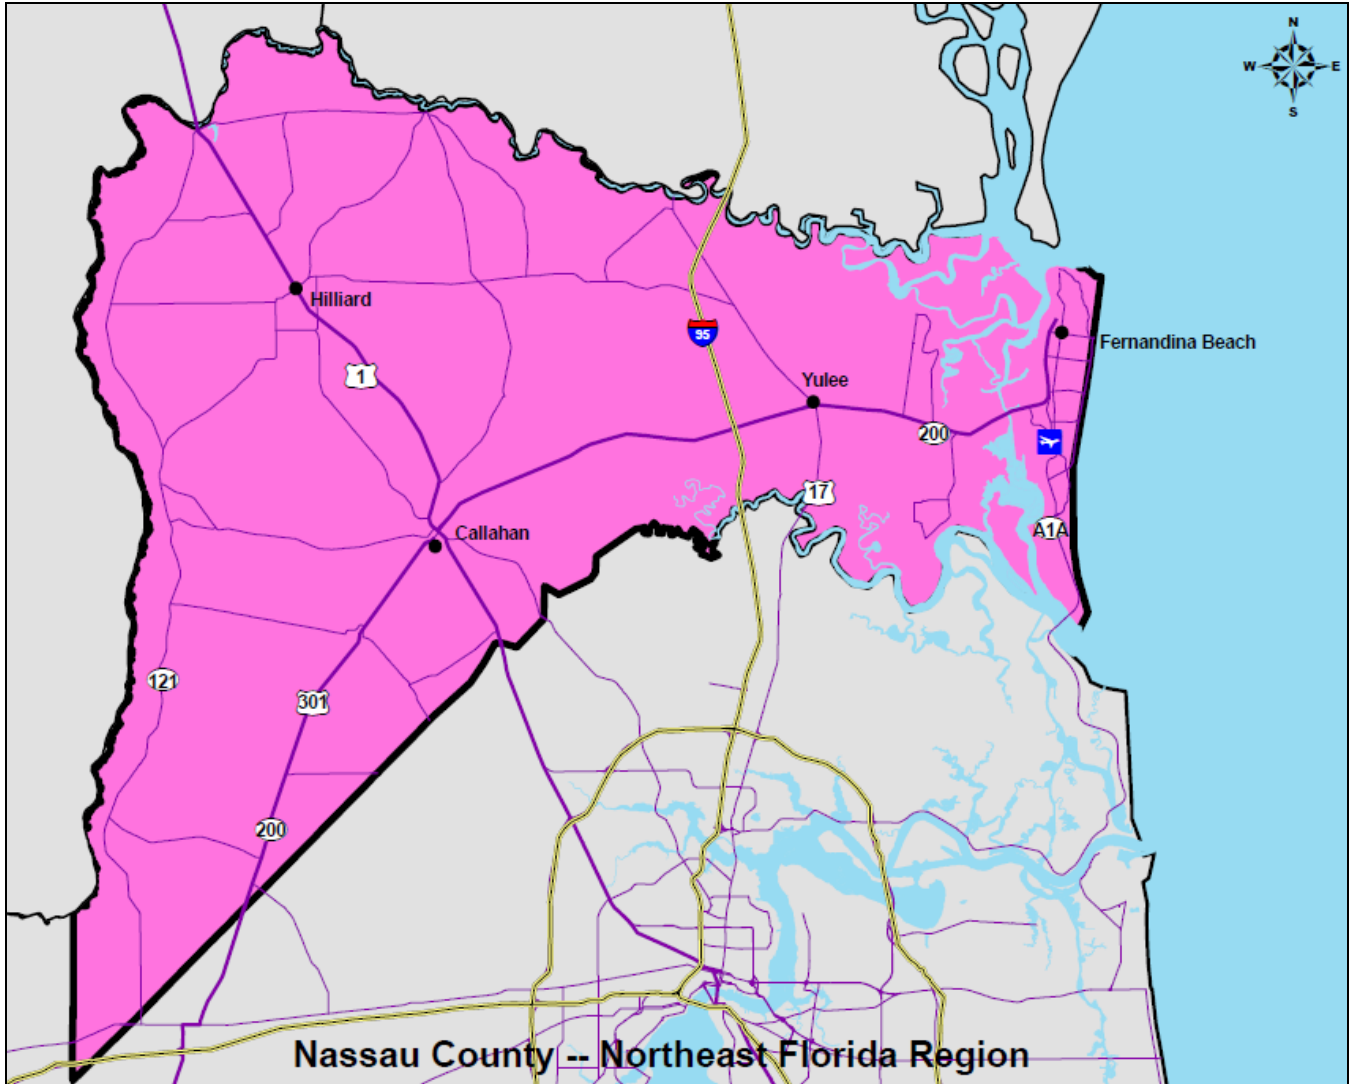 N
W E
S
Hilliard
95
Fernandina Beach
1
Yulee
200
17
Callahan
A1A
121
301
200
Nassau County -- Northeast Florida Region